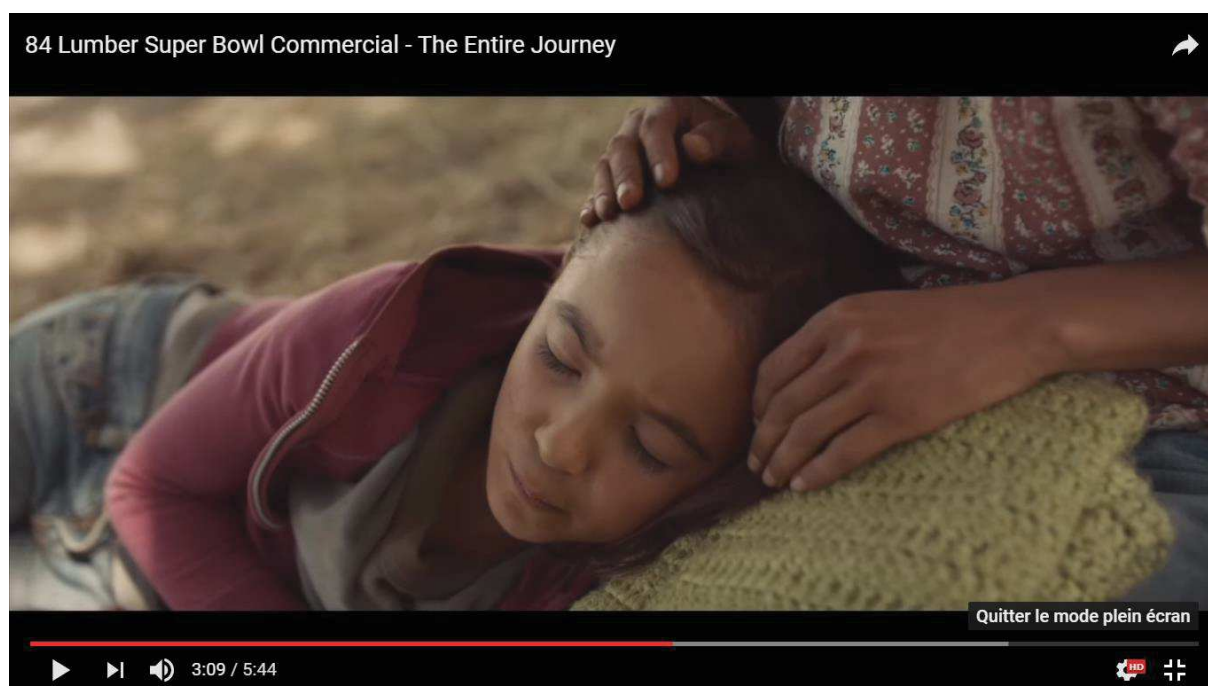 84 Lumber Super Bowl Commercial - The Entire Journey
Quitter le mode plein écran
3:09 / 5:44
HD